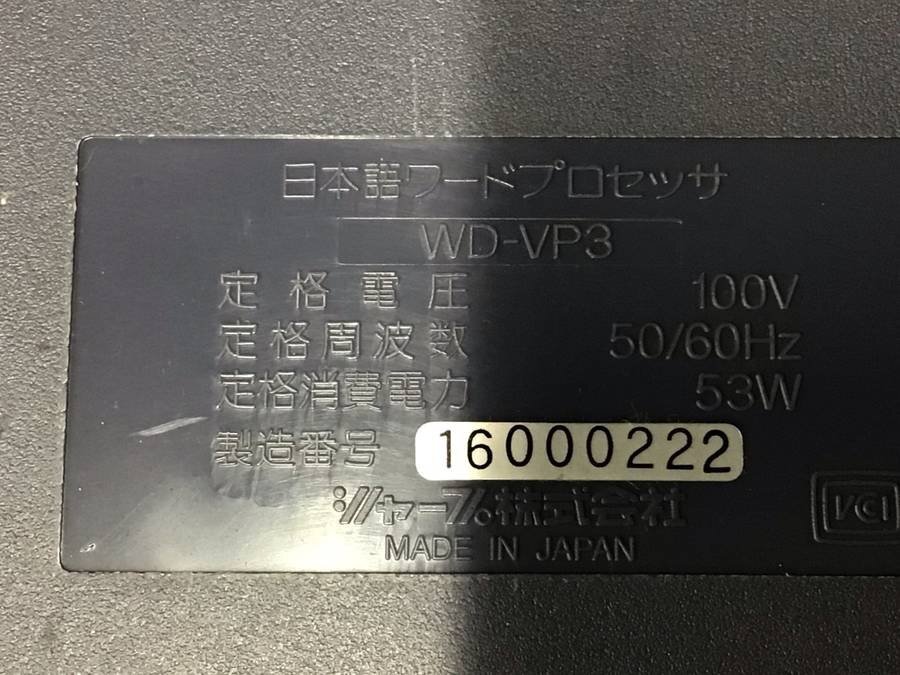 日本語ワードプロセッサ
WD-VP3
定格電圧 100V
定格周波数 50/60Hz
定格消費電力 53W
製造番号 16000222
シャープ株式会社
MADE IN JAPAN
VCI